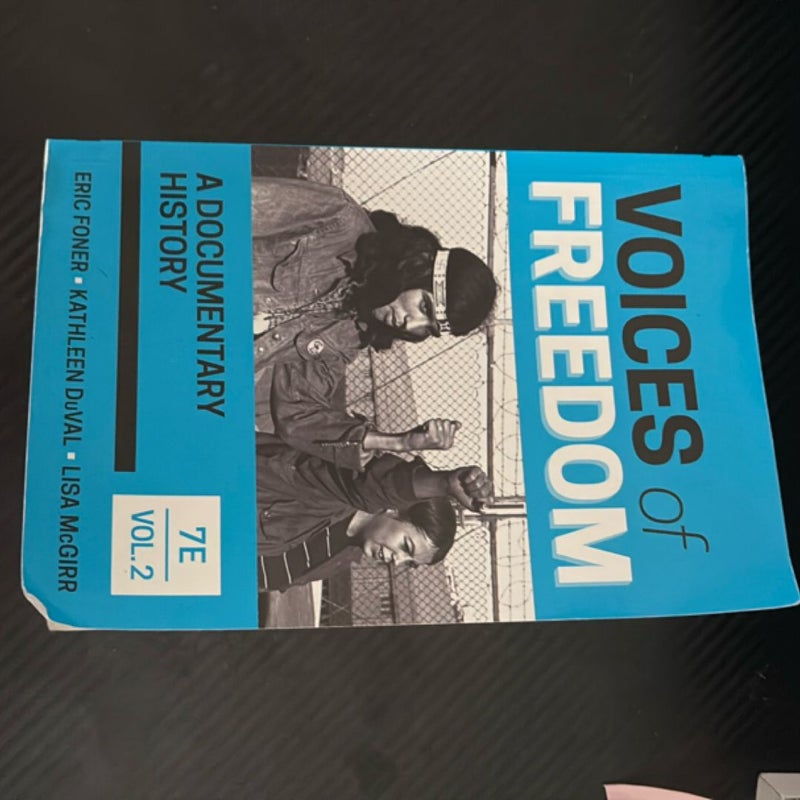 VOICES of
FREEDOM
A DOCUMENTARY
HISTORY
7E
VOL. 2
ERIC FONER ▪ KATHLEEN DuVAL ▪ LISA McGIRR